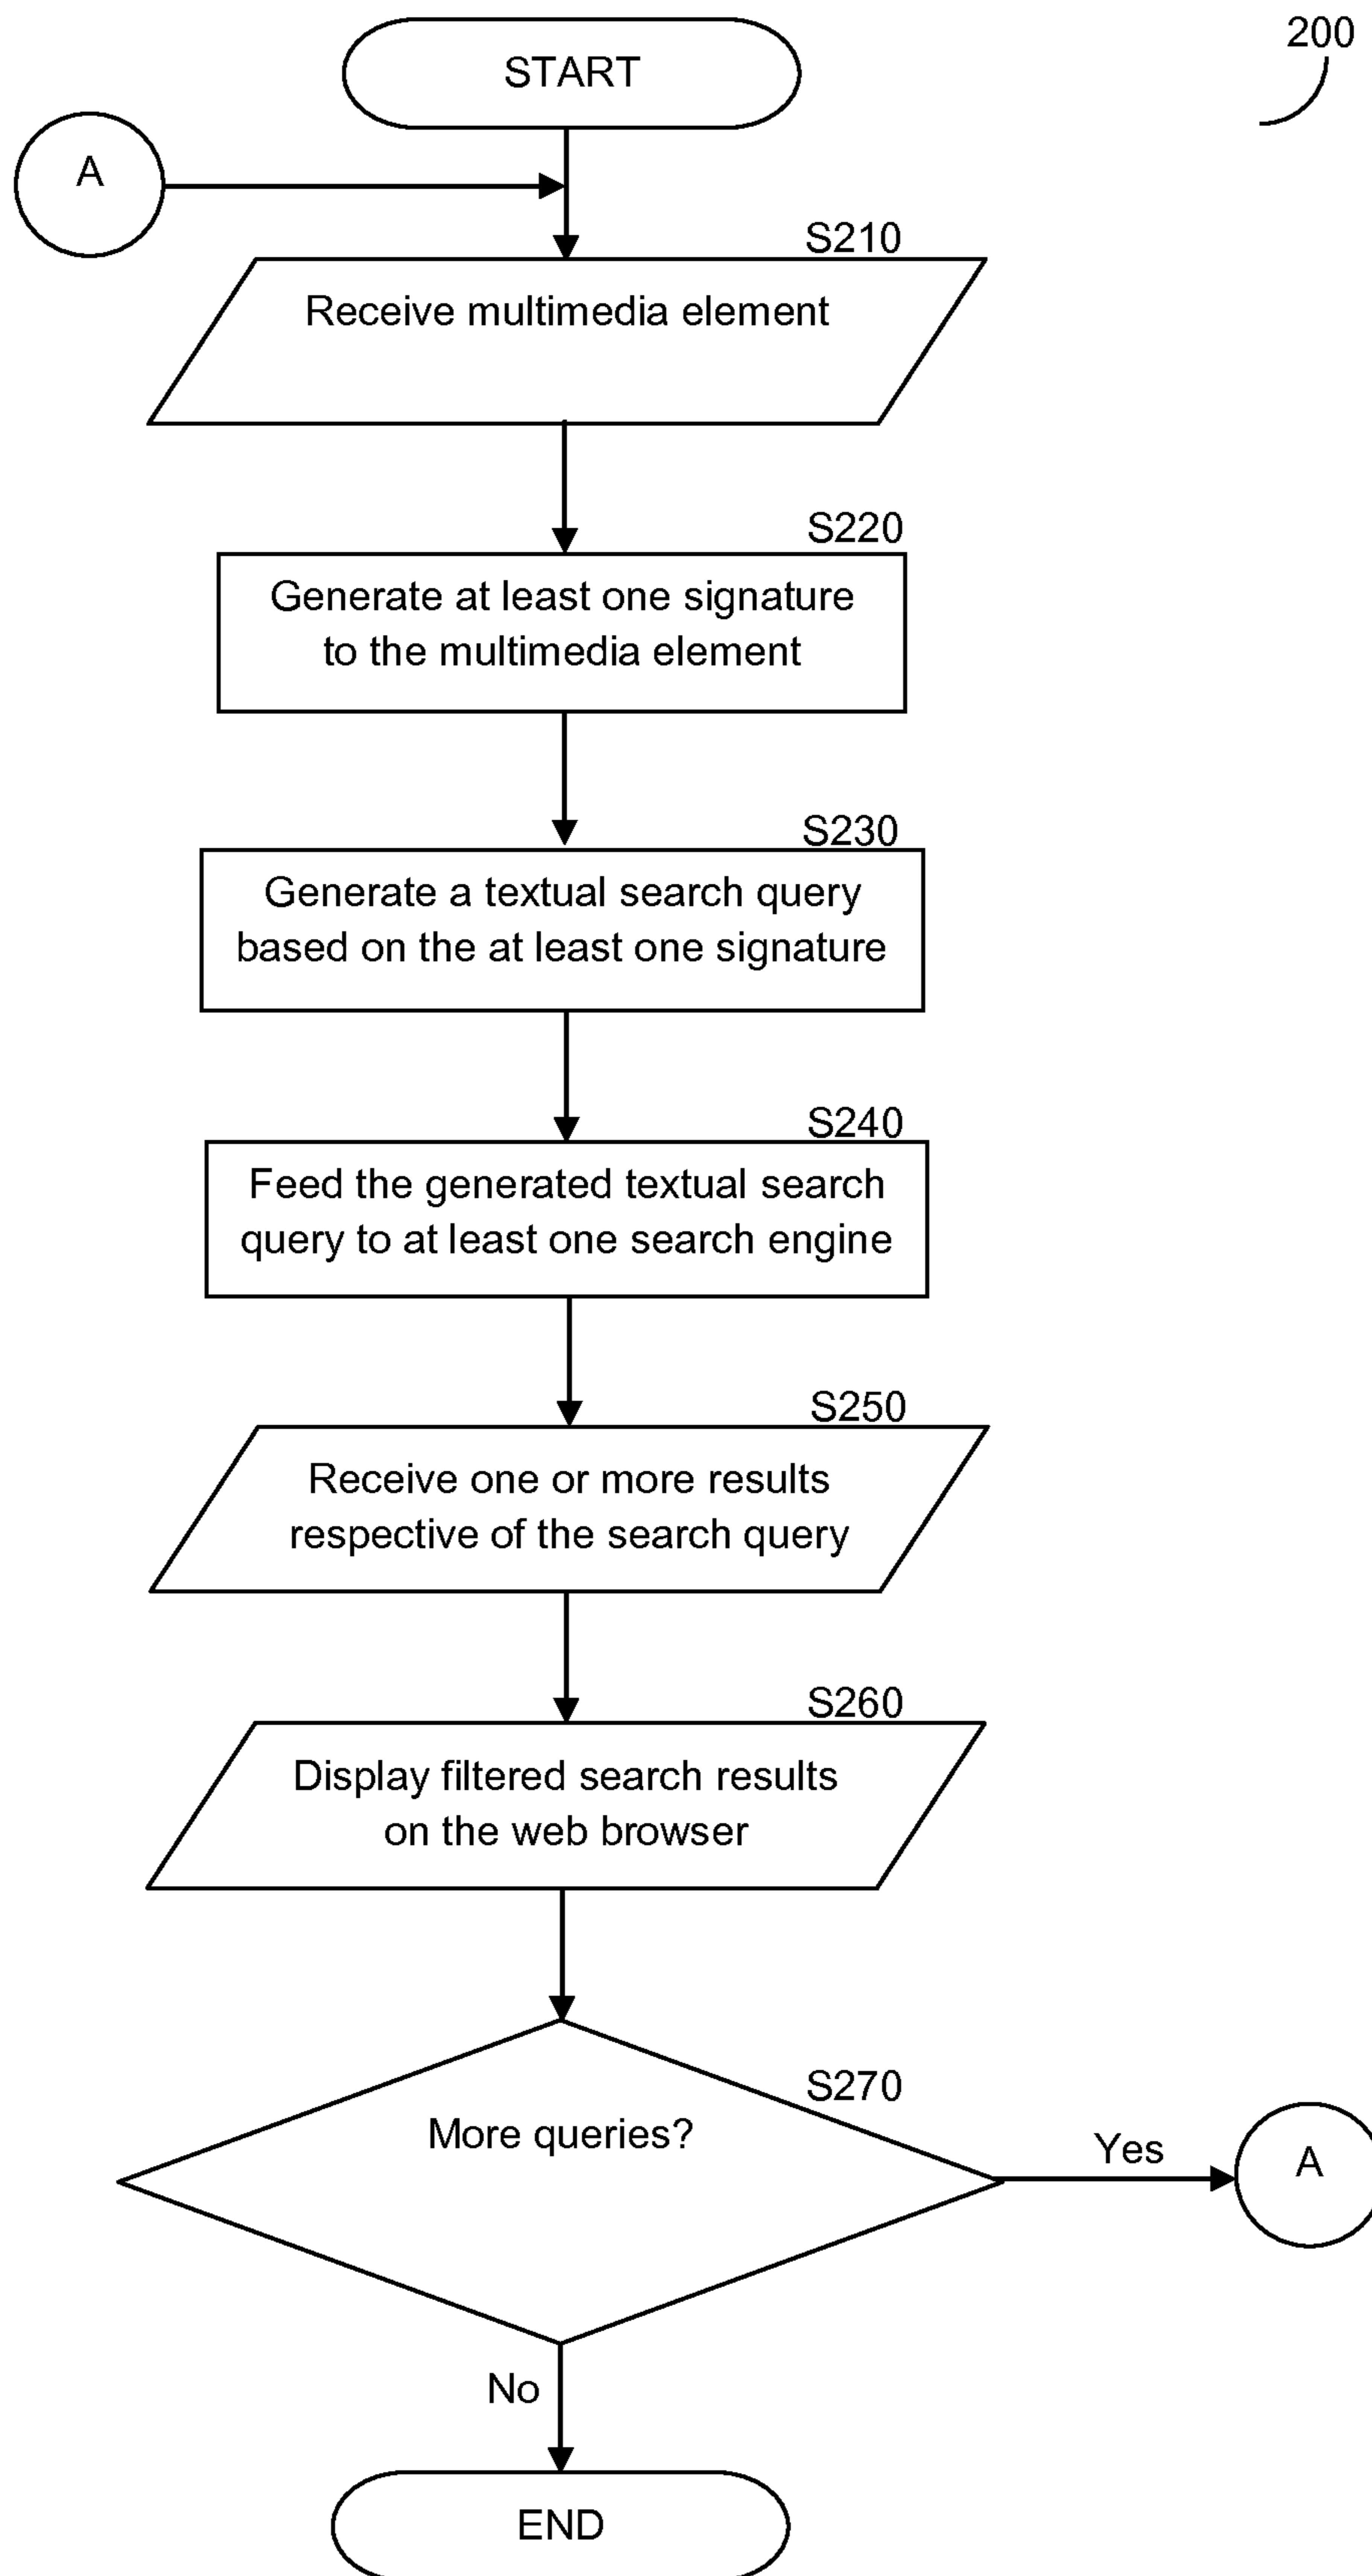 200
START
A
S210
Receive multimedia element
S220
Generate at least one signature
to the multimedia element
S230
Generate a textual search query
based on the at least one signature
S240
Feed the generated textual search
query to at least one search engine
S250
Receive one or more results
respective of the search query
S260
Display filtered search results
on the web browser
S270
More queries?
Yes
A
No
END